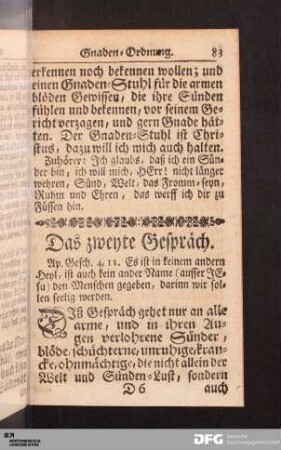 Gnaden-Ordnung. 83
erkennen noch bekennen wollen; und
einen Gnaden-Stuhl für die armen
blöden Gewissen, die ihre Sünden
fühlen und bekennen, vor seinem Ge-
richt verzagen, und gern Gnade hät-
ten. Der Gnaden-Stuhl ist Chri-
stus, dazu will ich mich auch halten.
Zuhörer: Ich glaubs, daß ich ein Sün-
der bin, ich will mich, HErr! nicht länger
wehren, Sünd, Welt, das Fromm-seyn,
Ruhm und Ehren, das werff ich dir zu
Füssen hin.
Das zweyte Gespräch.
Ap. Gesch. 4, 12. Es ist in keinem andern
Heyl, ist auch kein ander Name (ausser JE-
su) den Menschen gegeben, darinn wir sol-
len seelig werden.
DIß Gespräch gehet nur an alle
arme, und in ihren Au-
gen verlohrene Sünder,
blöde, schüchterne, unruhige, kran-
cke, ohnmächtige, die nicht allein der
Welt und Sünden-Lust, sondern
D 6 auch
WÜRTTEMBERGISCHE
LANDESBIBLIOTHEK
DFG Deutsche
Forschungsgemeinschaft